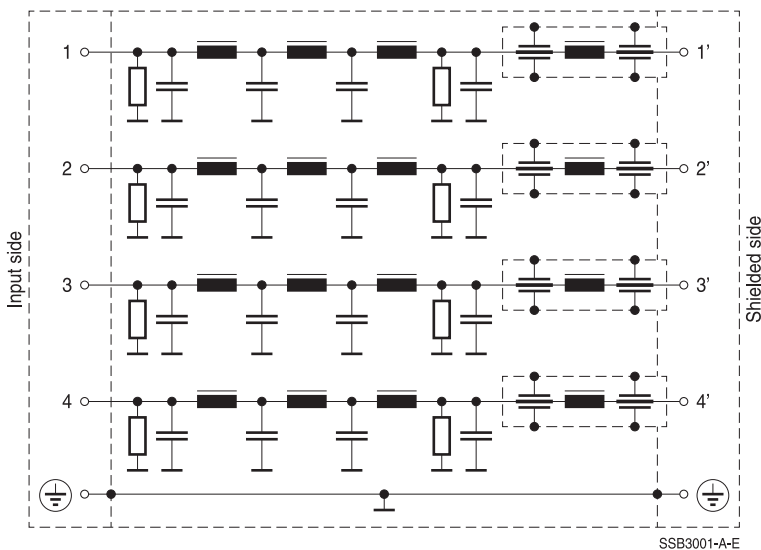 1 1'
2 2'
Input side
3 3'
Shielded side
4 4'
SSB3001-A-E